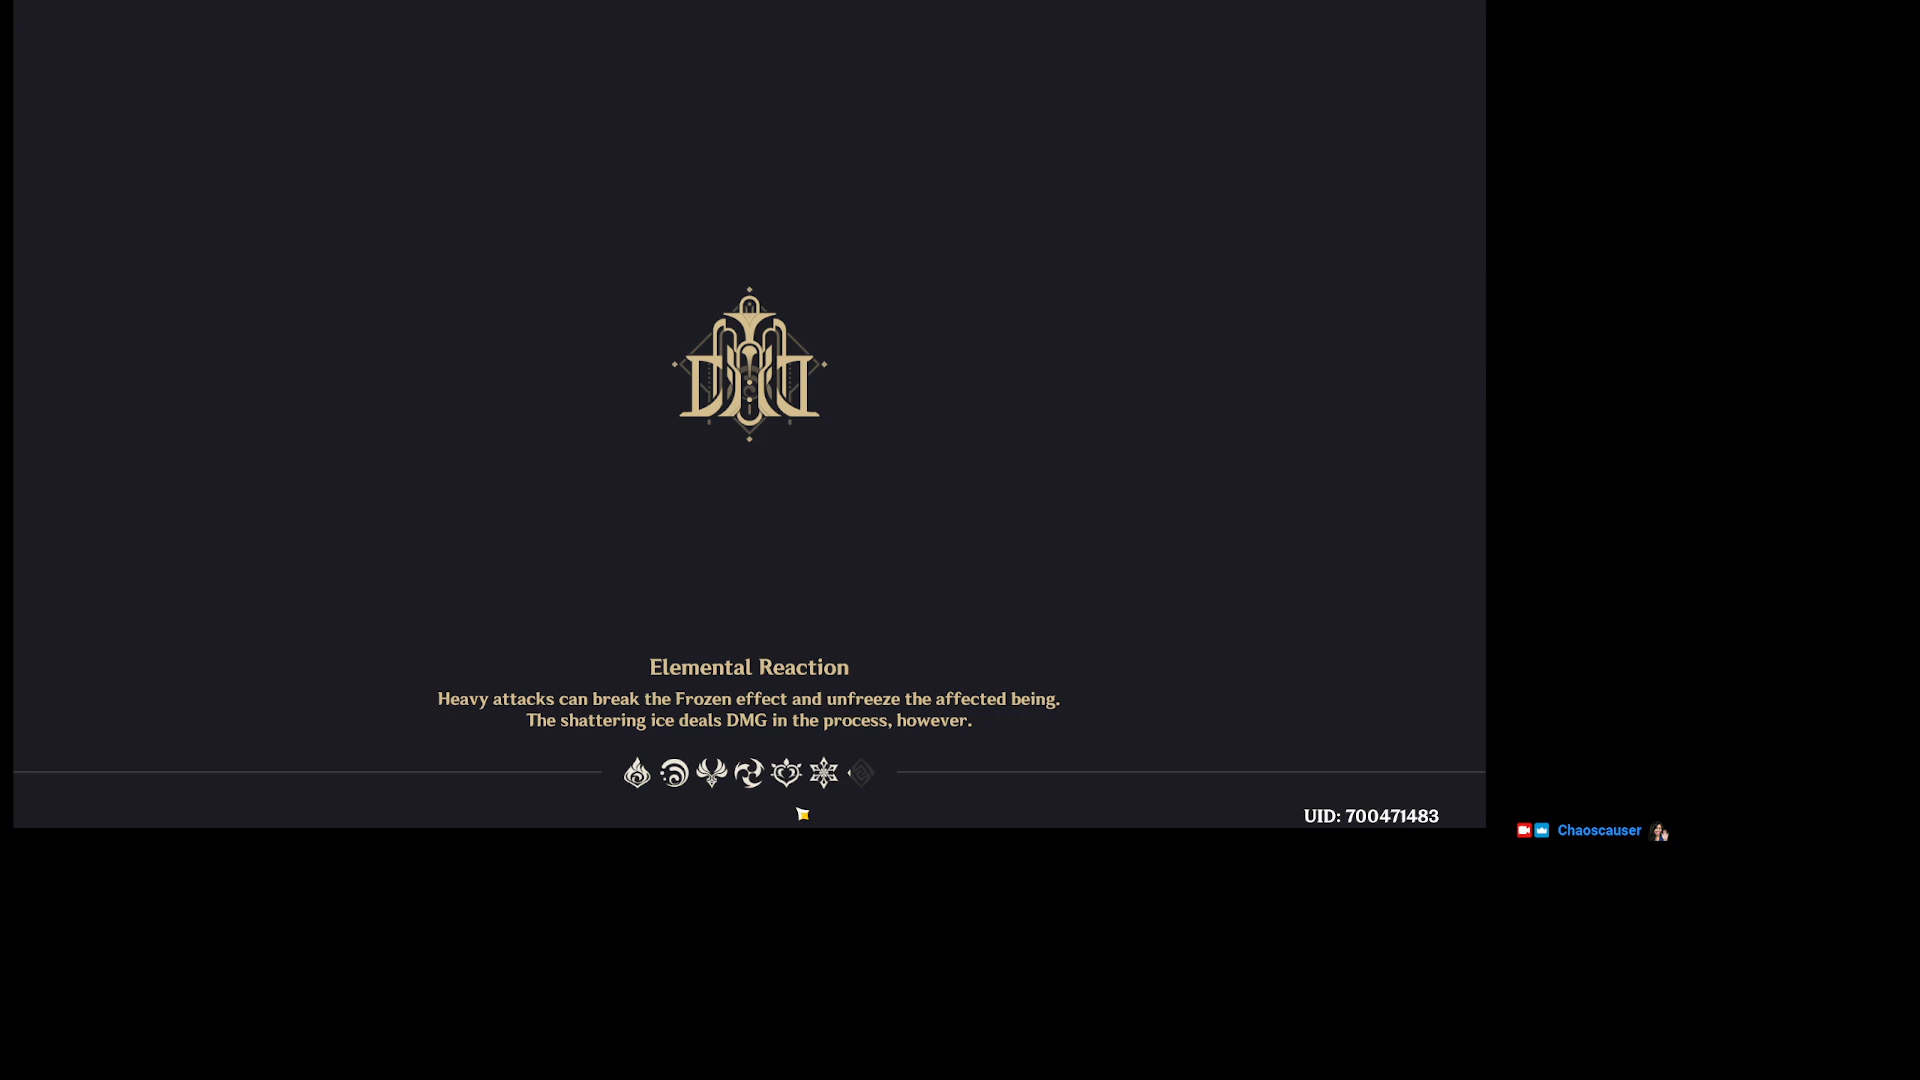 Elemental Reaction
Heavy attacks can break the Frozen effect and unfreeze the affected being.
The shattering ice deals DMG in the process, however.
UID: 700471483
Chaoscauser